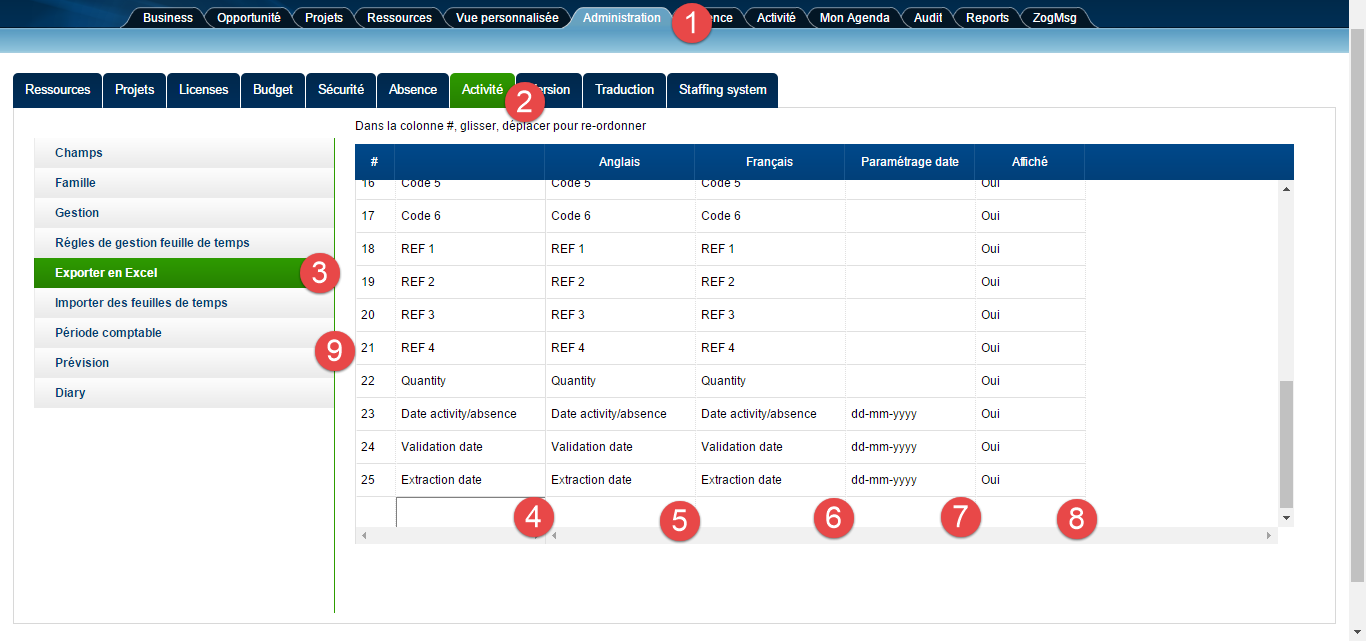 Business Opportunité Projets Ressources Vue personnalisée Administration 1 nce Activité Mon Agenda Audit Reports ZogMsg
Ressources Projets Licenses Budget Sécurité Absence Activité 2 ersion Traduction Staffing system
Dans la colonne #, glisser, déplacer pour re-ordonner
Champs
Famille
Gestion
Régles de gestion feuille de temps
Exporter en Excel 3
Importer des feuilles de temps
Période comptable
9
Prévision
Diary
# Anglais Français Paramétrage date Affiché
16 Code 5 Code 5 Code 5 Oui
17 Code 6 Code 6 Code 6 Oui
18 REF 1 REF 1 REF 1 Oui
19 REF 2 REF 2 REF 2 Oui
20 REF 3 REF 3 REF 3 Oui
21 REF 4 REF 4 REF 4 Oui
22 Quantity Quantity Quantity Oui
23 Date activity/absence Date activity/absence Date activity/absence dd-mm-yyyy Oui
24 Validation date Validation date Validation date dd-mm-yyyy Oui
25 Extraction date Extraction date Extraction date dd-mm-yyyy Oui
4 5 6 7 8